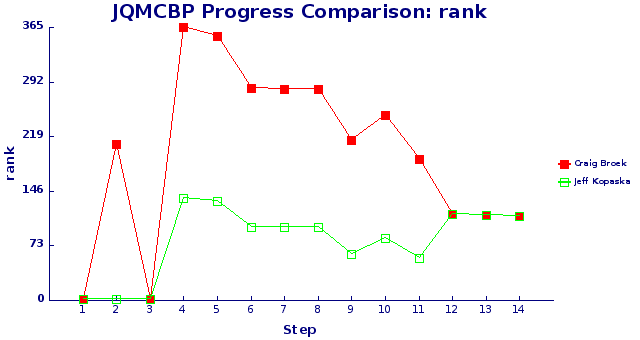 JQMCBP Progress Comparison: rank
365
292
219
146
73
0
rank
1 2 3 4 5 6 7 8 9 10 11 12 13 14
Step
Craig Broek
Jeff Kopaska